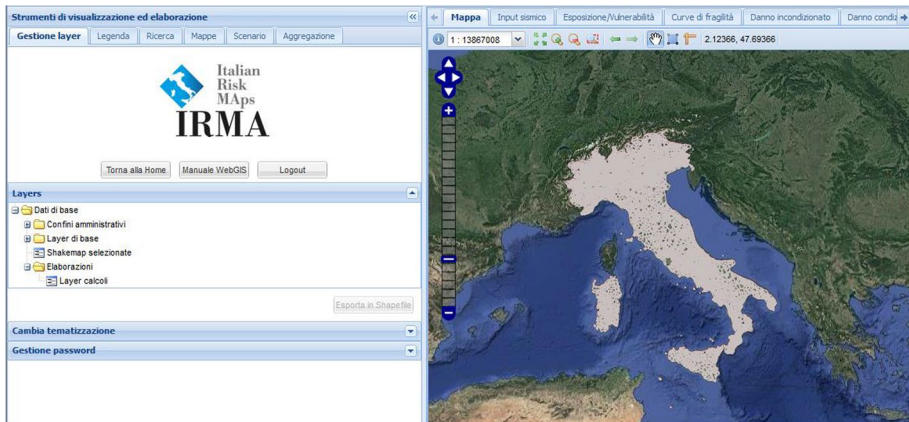 Strumenti di visualizzazione ed elaborazione
Gestione layer Legenda Ricerca Mappe Scenario Aggregazione
Italian
Risk
MAps
IRMA
Torna alla Home Manuale WebGIS Logout
Layers
Dati di base
Confini amministrativi
Layer di base
Shakemap selezionate
Elaborazioni
Layer calcoli
Esporta in Shapefile
Cambia tematizzazione
Gestione password
Mappa Input sismico Esposizione/Vulnerabilità Curve di fragilità Danno incondizionato Danno condiz
1 : 13867008 2.12366, 47.69366